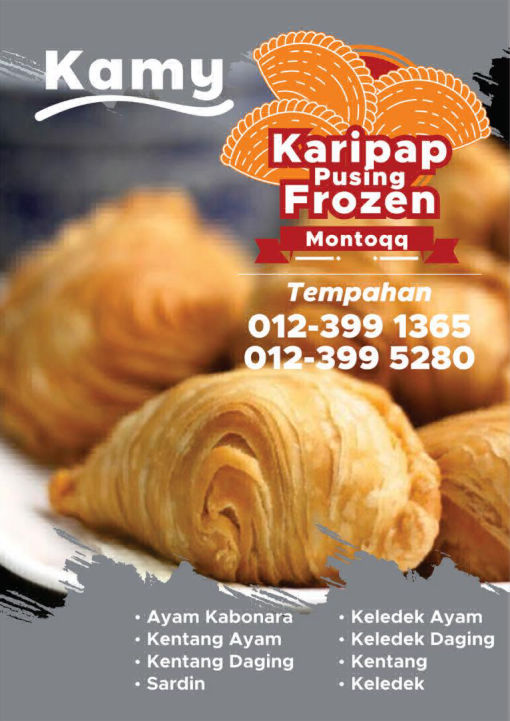 Kamy
Karipap
Pusing
Frozen
Montoqq
Tempahan
012-399 1365
012-399 5280
• Ayam Kabonara
• Kentang Ayam
• Kentang Daging
• Sardin
• Keledek Ayam
• Keledek Daging
• Kentang
• Keledek